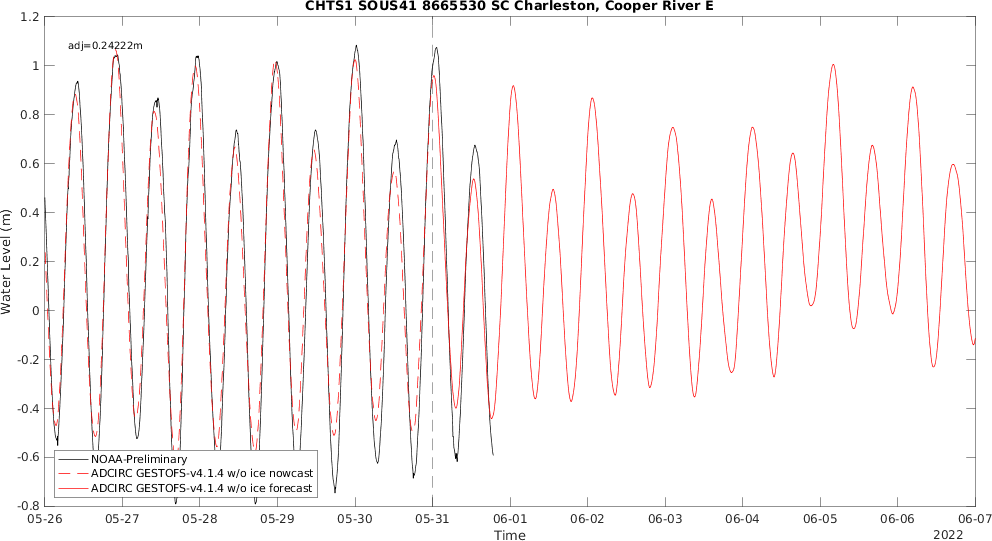 CHTS1 SOUS41 8665530 SC Charleston, Cooper River E
adj=0.24222m
1.2
1
0.8
0.6
0.4
0.2
0
-0.2
-0.4
-0.6
-0.8
Water Level (m)
NOAA-Preliminary
ADCIRC GESTOFS-v4.1.4 w/o ice nowcast
ADCIRC GESTOFS-v4.1.4 w/o ice forecast
05-26 05-27 05-28 05-29 05-30 05-31 06-01 06-02 06-03 06-04 06-05 06-06 06-07
Time
2022